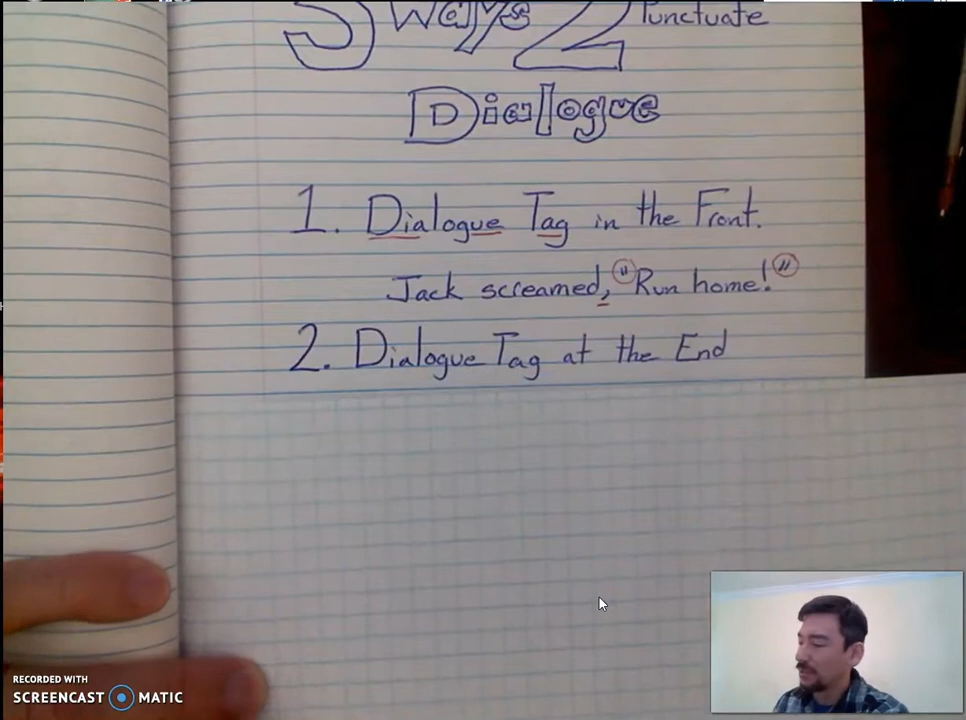 3 Ways 2 Punctuate
Dialogue
1. Dialogue Tag in the Front.
Jack screamed, "Run home!"
2. Dialogue Tag at the End
RECORDED WITH
SCREENCAST MATIC